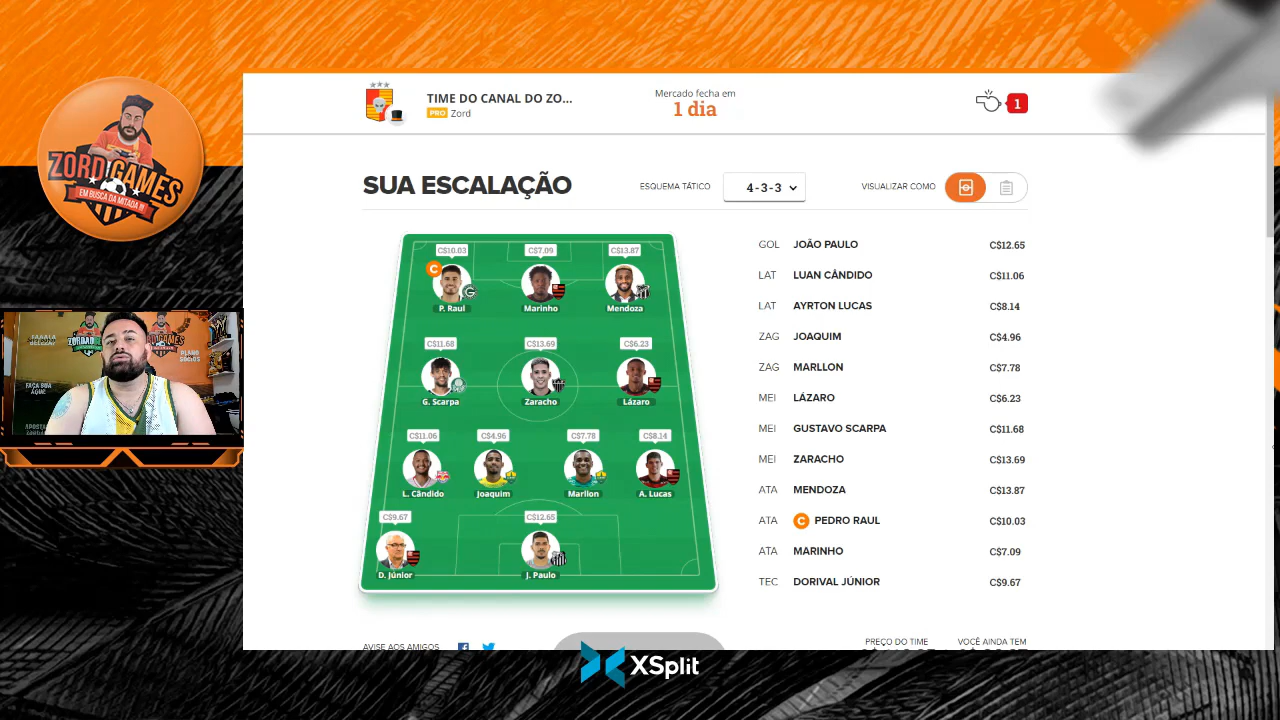 TIME DO CANAL DO ZO...
PRO Zord
Mercado fecha em
1 dia
1
ZORD GAMES
EM BUSCA DA MITADA !!!
SUA ESCALAÇÃO
ESQUEMA TÁTICO
4-3-3
VISUALIZAR COMO
C$10.03
C$7.09
C$13.87
C
P. Raul
Marinho
Mendoza
C$11.68
C$13.69
C$6.23
G. Scarpa
Zaracho
Lázaro
C$11.06
C$4.96
C$7.78
C$8.14
L. Cândido
Joaquim
Marllon
A. Lucas
C$9.67
C$12.65
D. Júnior
J. Paulo
GOL JOÃO PAULO C$12.65
LAT LUAN CÂNDIDO C$11.06
LAT AYRTON LUCAS C$8.14
ZAG JOAQUIM C$4.96
ZAG MARLLON C$7.78
MEI LÁZARO C$6.23
MEI GUSTAVO SCARPA C$11.68
MEI ZARACHO C$13.69
ATA MENDOZA C$13.87
ATA C PEDRO RAUL C$10.03
ATA MARINHO C$7.09
TEC DORIVAL JÚNIOR C$9.67
AVISE AOS AMIGOS
PREÇO DO TIME
VOCÊ AINDA TEM
XSplit